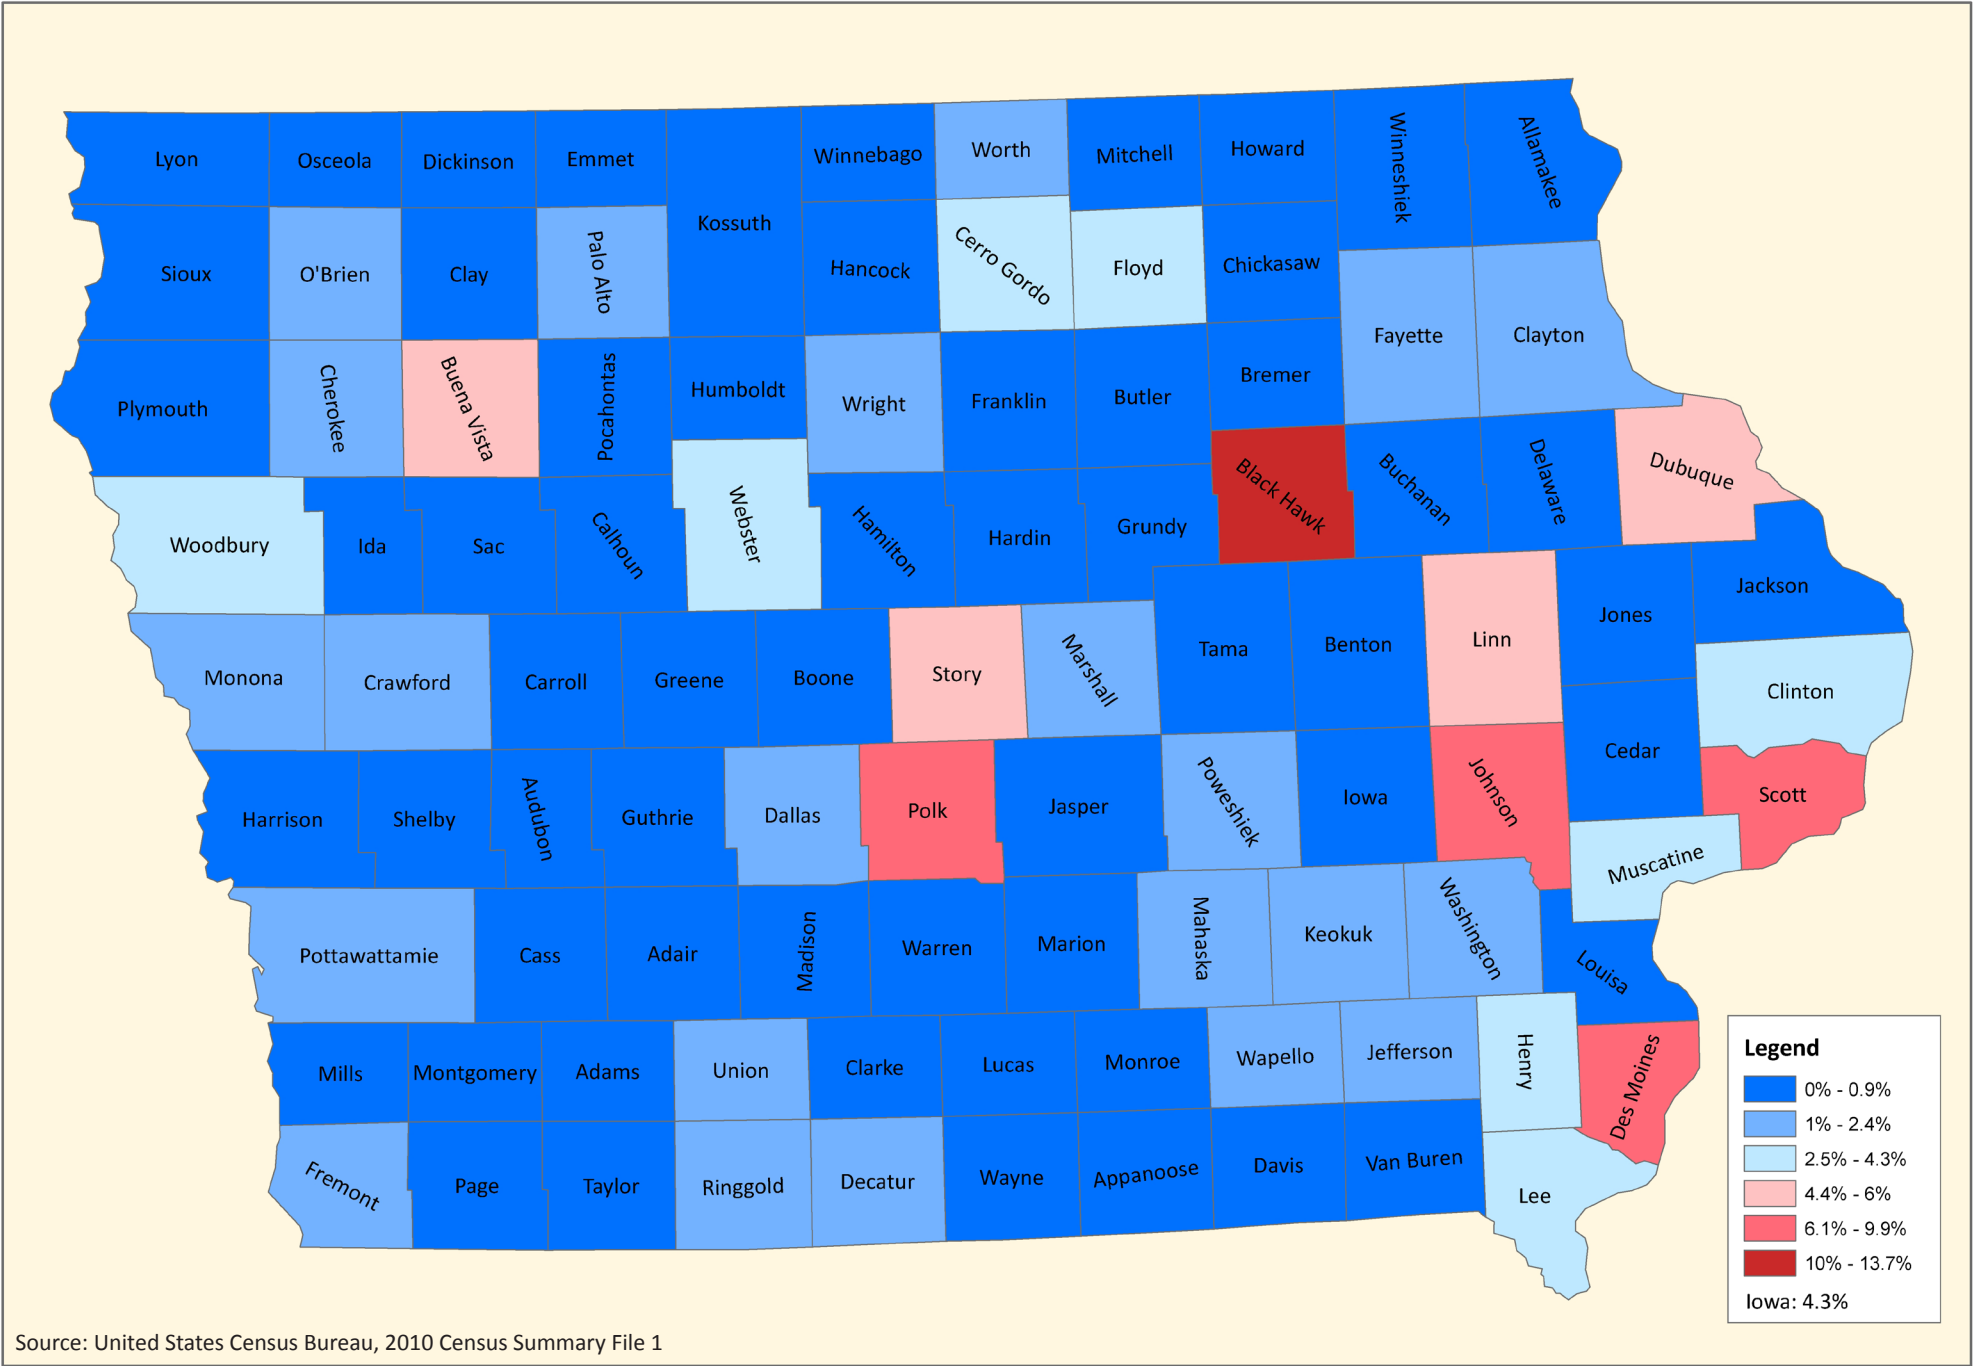 Lyon
Osceola
Dickinson
Emmet
Kossuth
Winnebago
Worth
Mitchell
Howard
Winneshiek
Allamakee
Sioux
O'Brien
Clay
Palo Alto
Hancock
Cerro Gordo
Floyd
Chickasaw
Fayette
Clayton
Plymouth
Cherokee
Buena Vista
Pocahontas
Humboldt
Wright
Franklin
Butler
Bremer
Black Hawk
Buchanan
Delaware
Dubuque
Woodbury
Ida
Sac
Calhoun
Webster
Hamilton
Hardin
Grundy
Jackson
Monona
Crawford
Carroll
Greene
Boone
Story
Marshall
Tama
Benton
Linn
Jones
Clinton
Cedar
Harrison
Shelby
Audubon
Guthrie
Dallas
Polk
Jasper
Poweshiek
Iowa
Johnson
Scott
Muscatine
Pottawattamie
Cass
Adair
Madison
Warren
Marion
Mahaska
Keokuk
Washington
Louisa
Mills
Montgomery
Adams
Union
Clarke
Lucas
Monroe
Wapello
Jefferson
Henry
Des Moines
Fremont
Page
Taylor
Ringgold
Decatur
Wayne
Appanoose
Davis
Van Buren
Lee
Legend
0% - 0.9%
1% - 2.4%
2.5% - 4.3%
4.4% - 6%
6.1% - 9.9%
10% - 13.7%
Iowa: 4.3%
Source: United States Census Bureau, 2010 Census Summary File 1